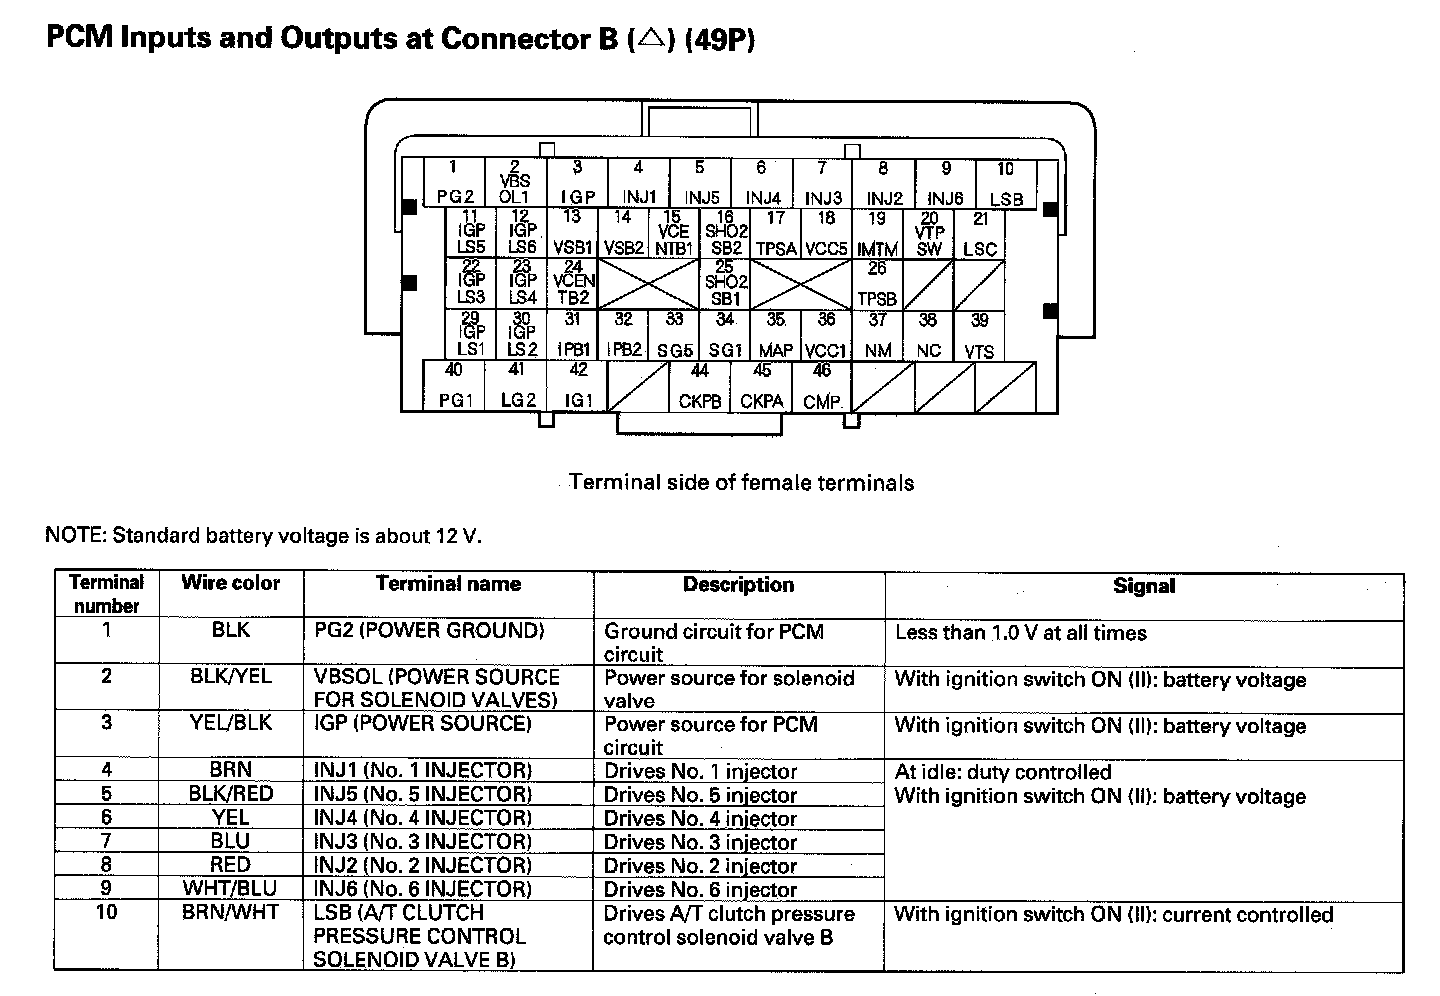 PCM Inputs and Outputs at Connector B (△) (49P)
1 2 3 4 5 6 7 8 9 10
PG2 VBS OL1 IGP INJ1 INJ5 INJ4 INJ3 INJ2 INJ6 LSB
11 12 13 14 15 16 17 18 19 20 21
IGP LS5 IGP LS6 VSB1 VSB2 VCE NTB1 SHO2 SB2 TPSA VCC5 IMTM VTP SW LSC
22 23 24 25 26
IGP LS3 IGP LS4 VCEN TB2 SHO2 SB1 TPSB
29 30 31 32 33 34 35 36 37 38 39
IGP LS1 IGP LS2 IPB1 IPB2 SG5 SG1 MAP VCC1 NM NC VTS
40 41 42 44 45 46
PG1 LG2 IG1 CKPB CKPA CMP
Terminal side of female terminals
NOTE: Standard battery voltage is about 12 V.
Terminal number Wire color Terminal name Description Signal
1 BLK PG2 (POWER GROUND) Ground circuit for PCM circuit Less than 1.0 V at all times
2 BLK/YEL VBSOL (POWER SOURCE FOR SOLENOID VALVES) Power source for solenoid valve With ignition switch ON (II): battery voltage
3 YEL/BLK IGP (POWER SOURCE) Power source for PCM circuit With ignition switch ON (II): battery voltage
4 BRN INJ1 (No. 1 INJECTOR) Drives No. 1 injector At idle: duty controlled
5 BLK/RED INJ5 (No. 5 INJECTOR) Drives No. 5 injector With ignition switch ON (II): battery voltage
6 YEL INJ4 (No. 4 INJECTOR) Drives No. 4 injector
7 BLU INJ3 (No. 3 INJECTOR) Drives No. 3 injector
8 RED INJ2 (No. 2 INJECTOR) Drives No. 2 injector
9 WHT/BLU INJ6 (No. 6 INJECTOR) Drives No. 6 injector
10 BRN/WHT LSB (A/T CLUTCH PRESSURE CONTROL SOLENOID VALVE B) Drives A/T clutch pressure control solenoid valve B With ignition switch ON (II): current controlled